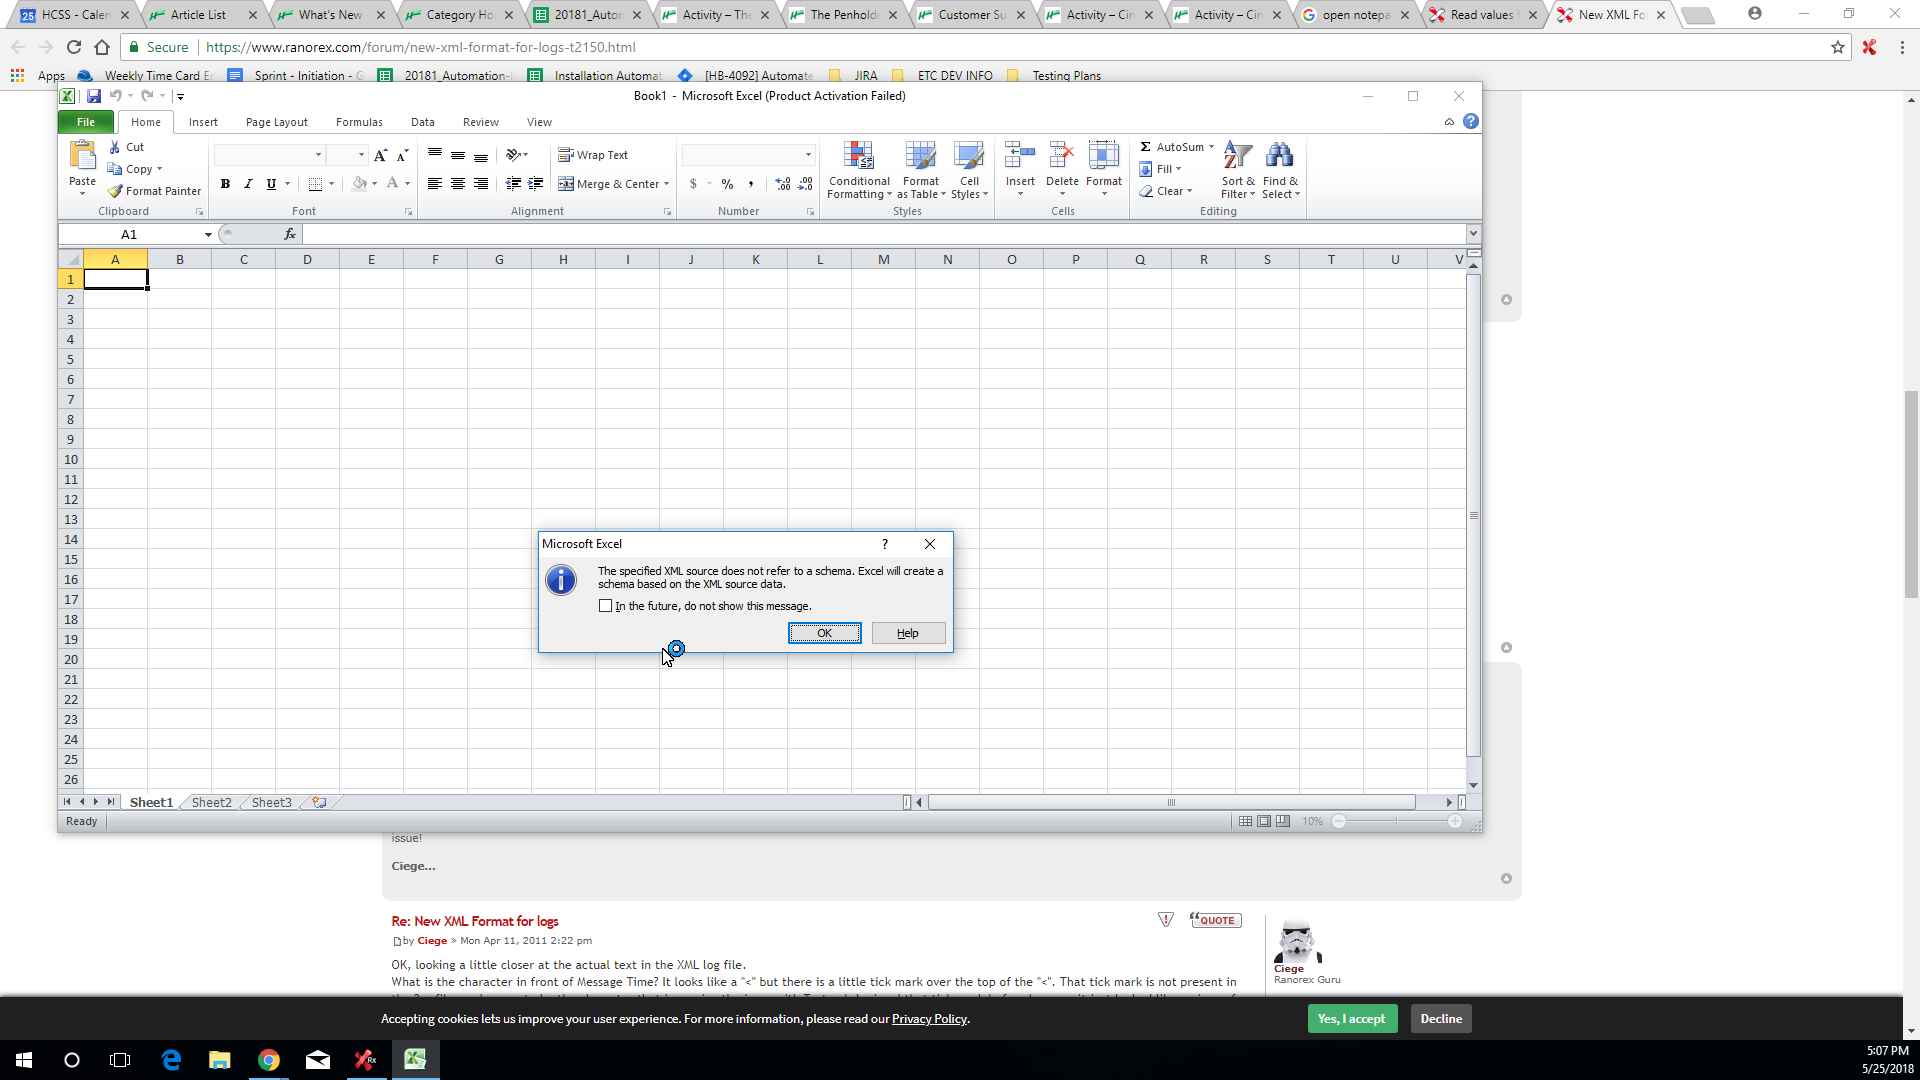 25 HCSS - Calen
Article List
What's New
Category Ho
20181_Autor
Activity – The
The Penhold
Customer Su
Activity – Cir
Activity – Cir
open notepa
Read values
New XML Fo
Secure https://www.ranorex.com/forum/new-xml-format-for-logs-t2150.html
Apps Weekly Time Card E Sprint - Initiation - G 20181_Automation- Installation Automat [HB-4092] Automate JIRA ETC DEV INFO Testing Plans
Book1 - Microsoft Excel (Product Activation Failed)
File Home Insert Page Layout Formulas Data Review View
Paste
Cut
Copy
Format Painter
Clipboard
B I U
Font
Wrap Text
Merge & Center
Alignment
$ % ,
Number
Conditional Formatting
Format as Table
Cell Styles
Styles
Insert Delete Format
Cells
Σ AutoSum
Fill
Clear
Sort & Filter
Find & Select
Editing
A1 fx
A B C D E F G H I J K L M N O P Q R S T U V
1
2
3
4
5
6
7
8
9
10
11
12
13
14
15
16
17
18
19
20
21
22
23
24
25
26
Microsoft Excel ?
The specified XML source does not refer to a schema. Excel will create a
schema based on the XML source data.
In the future, do not show this message.
OK Help
Sheet1 Sheet2 Sheet3
Ready 10%
issue!
Ciege...
Re: New XML Format for logs
QUOTE
by Ciege » Mon Apr 11, 2011 2:22 pm
OK, looking a little closer at the actual text in the XML log file.
What is the character in front of Message Time? It looks like a "<" but there is a little tick mark over the top of the "<". That tick mark is not present in
Ciege
Ranorex Guru
Accepting cookies lets us improve your user experience. For more information, please read our Privacy Policy.
Yes, I accept Decline
5:07 PM
5/25/2018